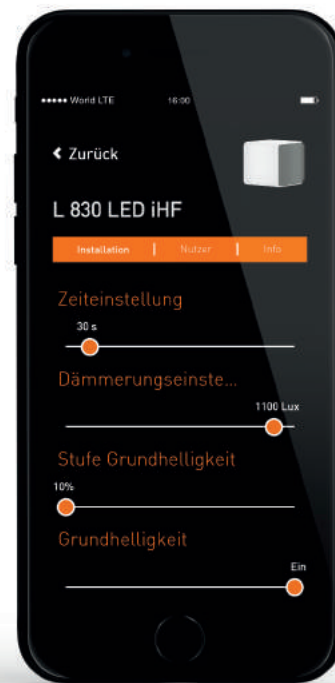 World LTE 16:00
Zurück
L 830 LED iHF
Installation | Nutzer | Info
Zeiteinstellung
30 s
Dämmerungseinste...
1100 Lux
Stufe Grundhelligkeit
10%
Grundhelligkeit
Ein